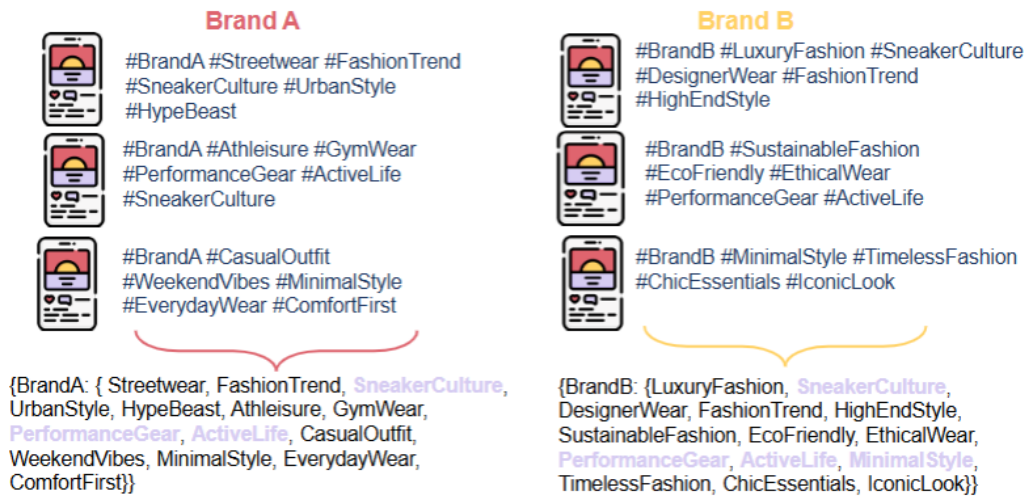 Brand A
#BrandA #Streetwear #FashionTrend
#SneakerCulture #UrbanStyle
#HypeBeast
#BrandA #Athleisure #GymWear
#PerformanceGear #ActiveLife
#SneakerCulture
#BrandA #CasualOutfit
#WeekendVibes #MinimalStyle
#EverydayWear #ComfortFirst
{BrandA: { Streetwear, FashionTrend, SneakerCulture,
UrbanStyle, HypeBeast, Athleisure, GymWear,
PerformanceGear, ActiveLife, CasualOutfit,
WeekendVibes, MinimalStyle, EverydayWear,
ComfortFirst}}
Brand B
#BrandB #LuxuryFashion #SneakerCulture
#DesignerWear #FashionTrend
#HighEndStyle
#BrandB #SustainableFashion
#EcoFriendly #EthicalWear
#PerformanceGear #ActiveLife
#BrandB #MinimalStyle #TimelessFashion
#ChicEssentials #IconicLook
{BrandB: {LuxuryFashion, SneakerCulture,
DesignerWear, FashionTrend, HighEndStyle,
SustainableFashion, EcoFriendly, EthicalWear,
PerformanceGear, ActiveLife, MinimalStyle,
TimelessFashion, ChicEssentials, IconicLook}}